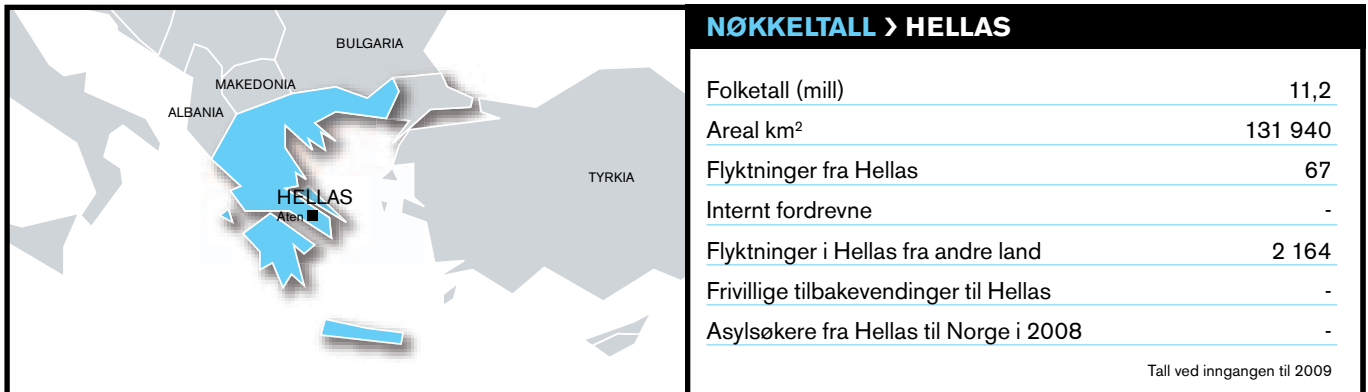 BULGARIA
MAKEDONIA
ALBANIA
TYRKIA
HELLAS
Aten
NØKKELTALL › HELLAS
Folketall (mill) 11,2
Areal km² 131 940
Flyktninger fra Hellas 67
Internt fordrevne -
Flyktninger i Hellas fra andre land 2 164
Frivillige tilbakevendinger til Hellas -
Asylsøkere fra Hellas til Norge i 2008 -
Tall ved inngangen til 2009